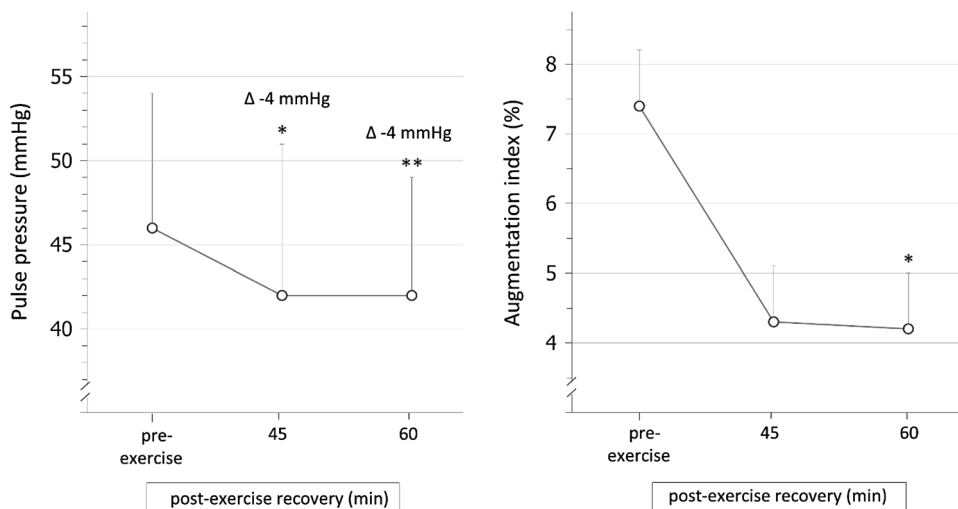 Pulse pressure (mmHg)
55
50
45
40
Δ -4 mmHg
*
Δ -4 mmHg
**
pre-
exercise
45
60
post-exercise recovery (min)
Augmentation index (%)
8
7
6
5
4
*
pre-
exercise
45
60
post-exercise recovery (min)